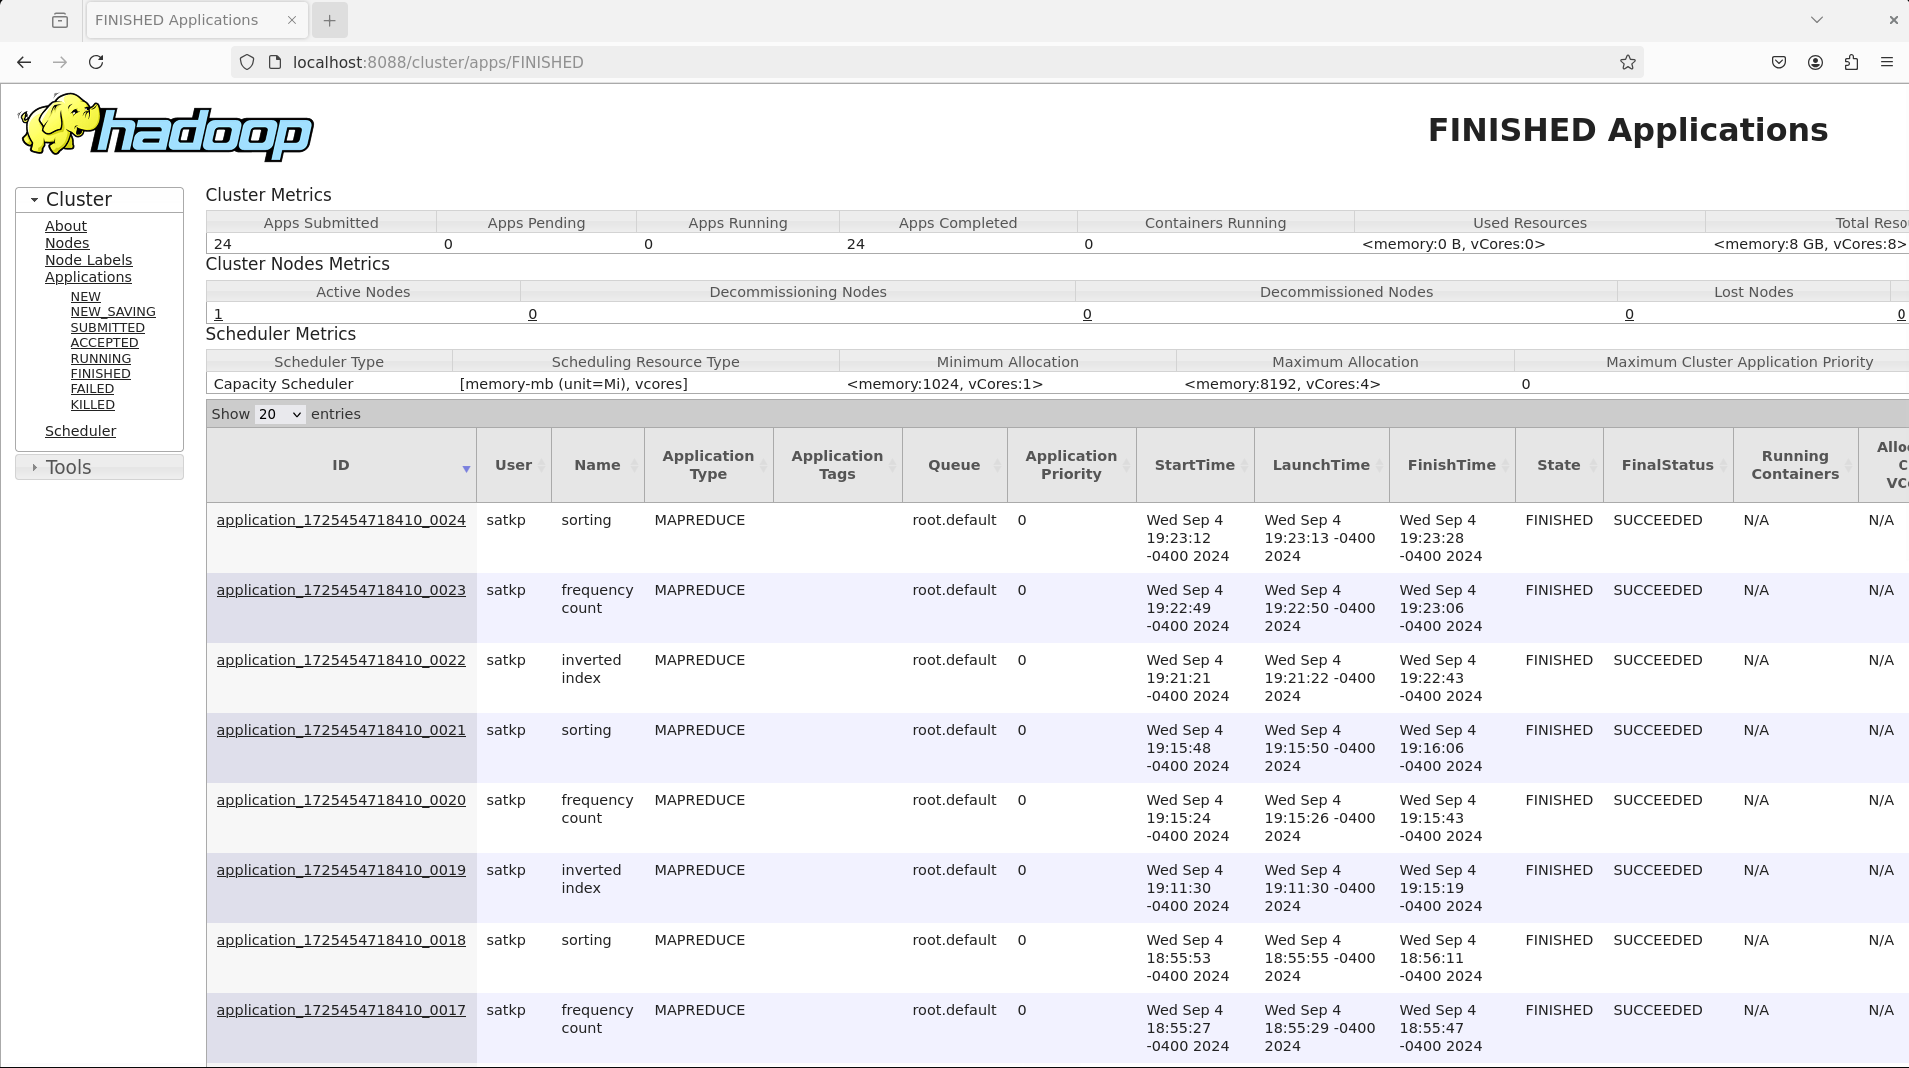 FINISHED Applications
localhost:8088/cluster/apps/FINISHED
hadoop
FINISHED Applications
Cluster
About
Nodes
Node Labels
Applications
NEW
NEW_SAVING
SUBMITTED
ACCEPTED
RUNNING
FINISHED
FAILED
KILLED
Scheduler
Tools
Cluster Metrics
Apps Submitted Apps Pending Apps Running Apps Completed Containers Running Used Resources Total Reso
24 0 0 24 0 <memory:0 B, vCores:0> <memory:8 GB, vCores:8>
Cluster Nodes Metrics
Active Nodes Decommissioning Nodes Decommissioned Nodes Lost Nodes
1 0 0 0 0
Scheduler Metrics
Scheduler Type Scheduling Resource Type Minimum Allocation Maximum Allocation Maximum Cluster Application Priority
Capacity Scheduler [memory-mb (unit=Mi), vcores] <memory:1024, vCores:1> <memory:8192, vCores:4> 0
Show 20 entries
ID User Name Application Type Application Tags Queue Application Priority StartTime LaunchTime FinishTime State FinalStatus Running Containers Allo C VCo
application_1725454718410_0024 satkp sorting MAPREDUCE root.default 0 Wed Sep 4 Wed Sep 4 Wed Sep 4 FINISHED SUCCEEDED N/A N/A
19:23:12 19:23:13 -0400 19:23:28
-0400 2024 2024 -0400 2024
application_1725454718410_0023 satkp frequency MAPREDUCE root.default 0 Wed Sep 4 Wed Sep 4 Wed Sep 4 FINISHED SUCCEEDED N/A N/A
count 19:22:49 19:22:50 -0400 19:23:06
-0400 2024 2024 -0400 2024
application_1725454718410_0022 satkp inverted MAPREDUCE root.default 0 Wed Sep 4 Wed Sep 4 Wed Sep 4 FINISHED SUCCEEDED N/A N/A
index 19:21:21 19:21:22 -0400 19:22:43
-0400 2024 2024 -0400 2024
application_1725454718410_0021 satkp sorting MAPREDUCE root.default 0 Wed Sep 4 Wed Sep 4 Wed Sep 4 FINISHED SUCCEEDED N/A N/A
19:15:48 19:15:50 -0400 19:16:06
-0400 2024 2024 -0400 2024
application_1725454718410_0020 satkp frequency MAPREDUCE root.default 0 Wed Sep 4 Wed Sep 4 Wed Sep 4 FINISHED SUCCEEDED N/A N/A
count 19:15:24 19:15:26 -0400 19:15:43
-0400 2024 2024 -0400 2024
application_1725454718410_0019 satkp inverted MAPREDUCE root.default 0 Wed Sep 4 Wed Sep 4 Wed Sep 4 FINISHED SUCCEEDED N/A N/A
index 19:11:30 19:11:30 -0400 19:15:19
-0400 2024 2024 -0400 2024
application_1725454718410_0018 satkp sorting MAPREDUCE root.default 0 Wed Sep 4 Wed Sep 4 Wed Sep 4 FINISHED SUCCEEDED N/A N/A
18:55:53 18:55:55 -0400 18:56:11
-0400 2024 2024 -0400 2024
application_1725454718410_0017 satkp frequency MAPREDUCE root.default 0 Wed Sep 4 Wed Sep 4 Wed Sep 4 FINISHED SUCCEEDED N/A N/A
count 18:55:27 18:55:29 -0400 18:55:47
-0400 2024 2024 -0400 2024